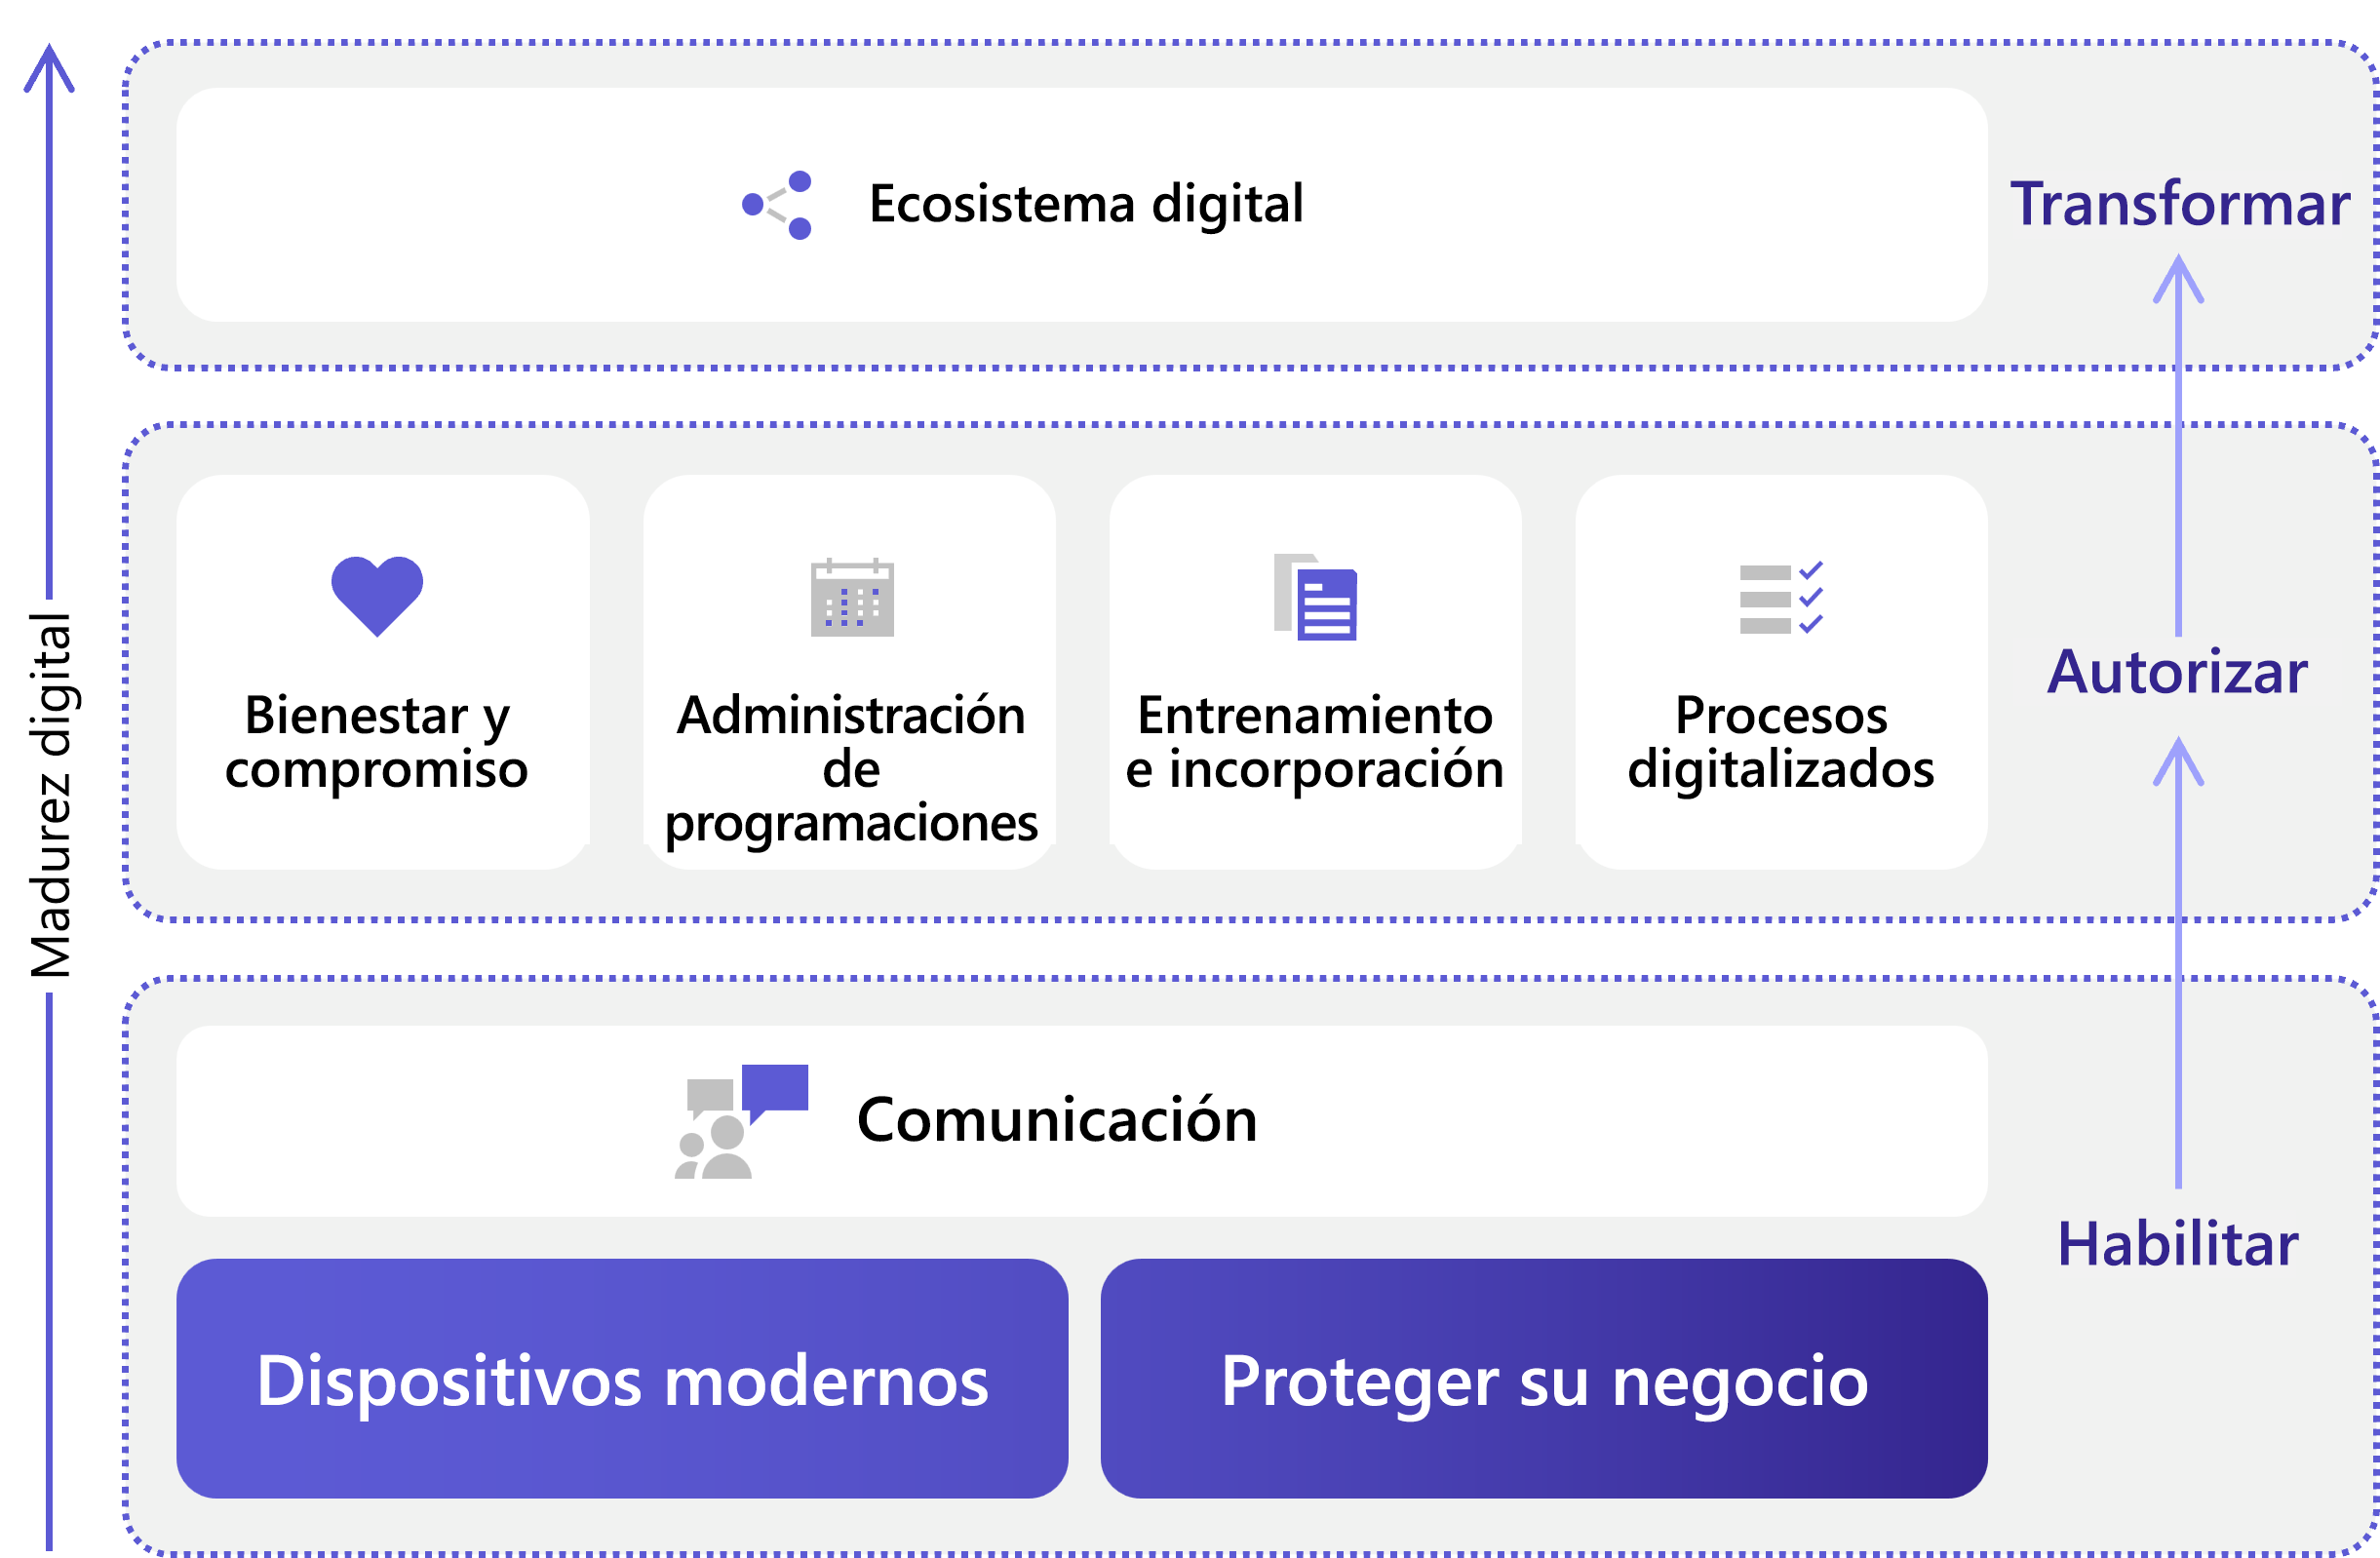 Madurez digital
Ecosistema digital
Transformar
Bienestar y
compromiso
Administración
de
programaciones
Entrenamiento
e incorporación
Procesos
digitalizados
Autorizar
Comunicación
Dispositivos modernos
Proteger su negocio
Habilitar